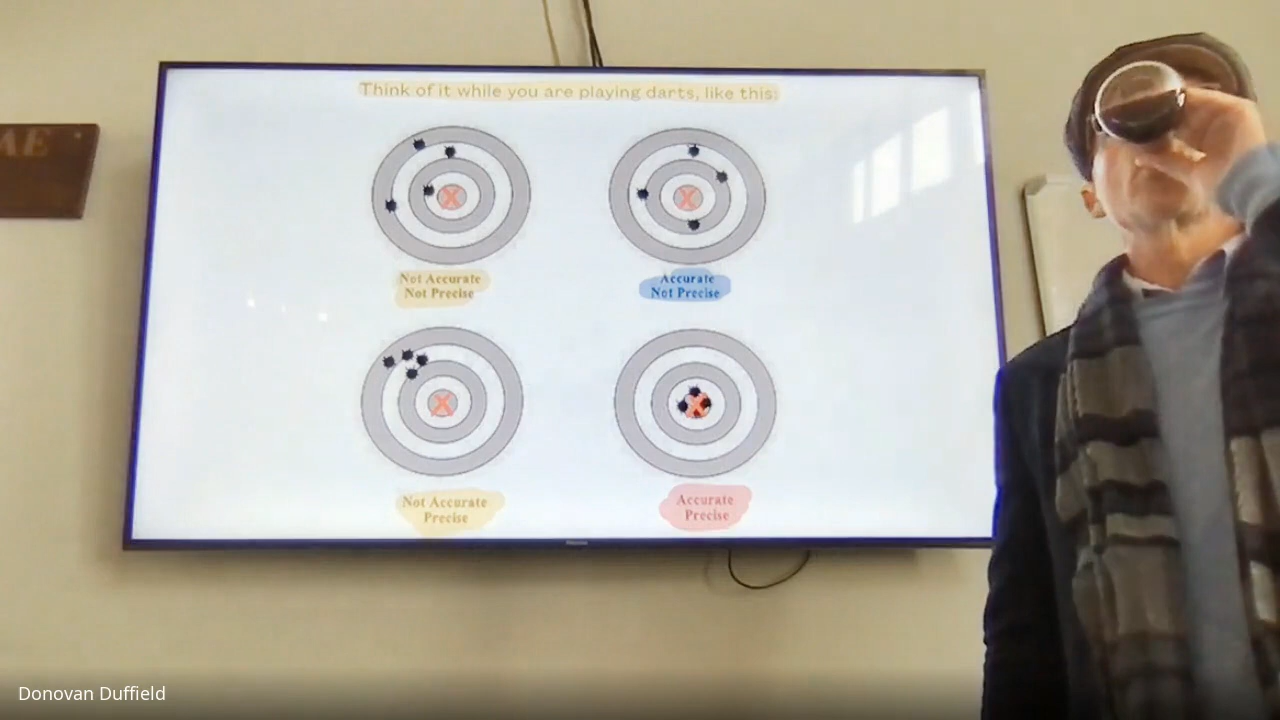 Think of it while you are playing darts, like this:
AE
Not Accurate
Not Precise
Accurate
Not Precise
Not Accurate
Precise
Accurate
Precise
Donovan Duffield